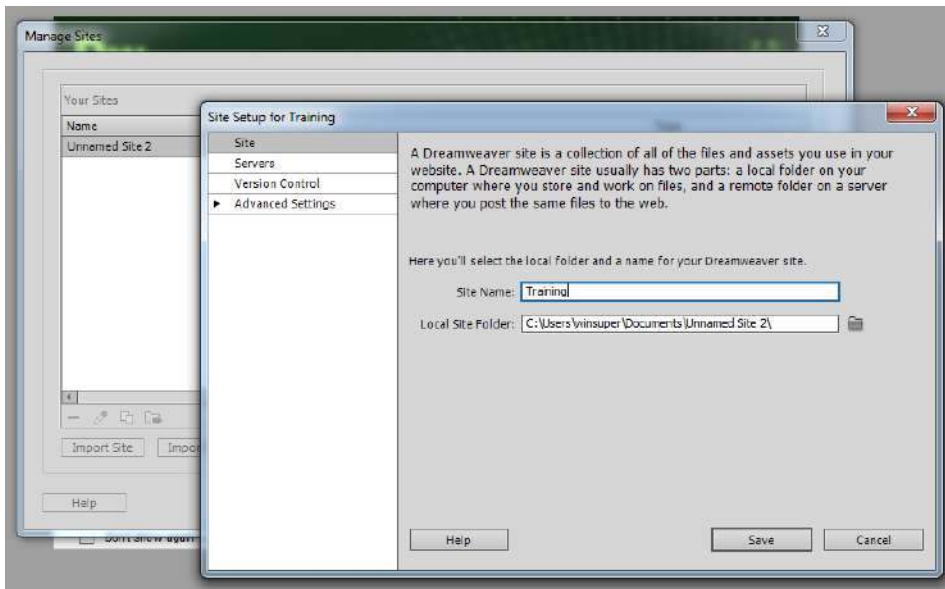 Manage Sites
Your Sites
Name
Unnamed Site 2
Import Site
Help
Don't show again
Site Setup for Training
Site
Servers
Version Control
Advanced Settings
A Dreamweaver site is a collection of all of the files and assets you use in your
website. A Dreamweaver site usually has two parts: a local folder on your
computer where you store and work on files, and a remote folder on a server
where you post the same files to the web.
Here you'll select the local folder and a name for your Dreamweaver site.
Site Name: Training
Local Site Folder: C:\Users\winsuper\Documents\Unnamed Site 2\
Help
Save
Cancel